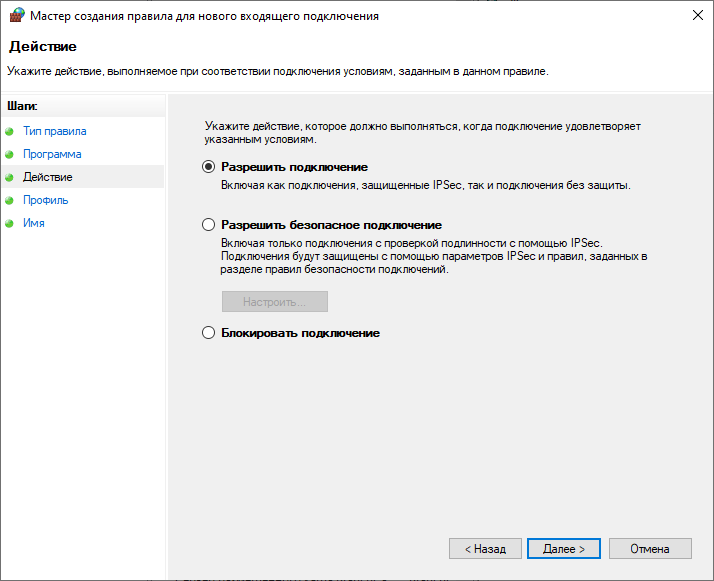 Мастер создания правила для нового входящего подключения
Действие
Укажите действие, выполняемое при соответствии подключения условиям, заданным в данном правиле.
Шаги:
Тип правила
Программа
Действие
Профиль
Имя
Укажите действие, которое должно выполняться, когда подключение удовлетворяет
указанным условиям.
Разрешить подключение
Включая как подключения, защищенные IPSec, так и подключения без защиты.
Разрешить безопасное подключение
Включая только подключения с проверкой подлинности с помощью IPSec.
Подключения будут защищены с помощью параметров IPSec и правил, заданных в
разделе правил безопасности подключений.
Настроить...
Блокировать подключение
< Назад
Далее >
Отмена